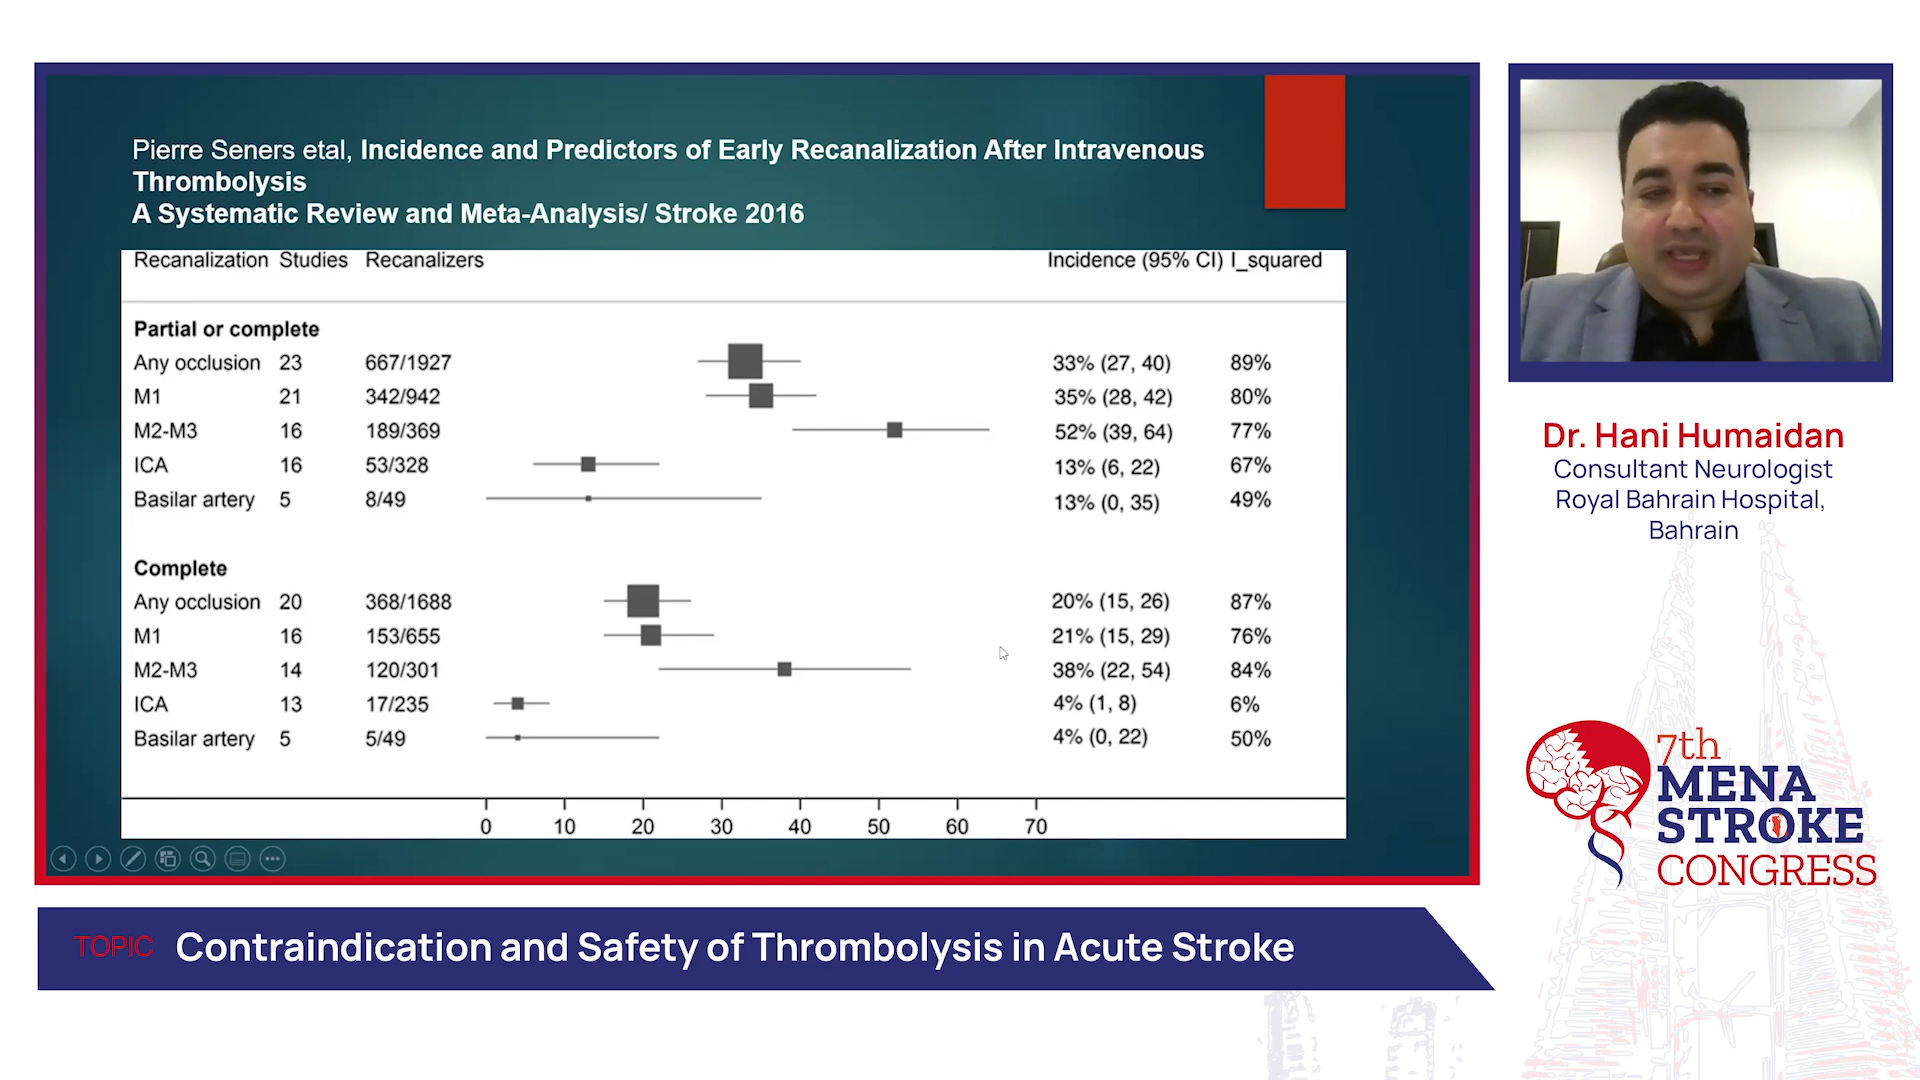 Pierre Seners etal, Incidence and Predictors of Early Recanalization After Intravenous
Thrombolysis
A Systematic Review and Meta-Analysis/ Stroke 2016
Recanalization Studies Recanalizers Incidence (95% CI) I_squared
Partial or complete
Any occlusion 23 667/1927 33% (27, 40) 89%
M1 21 342/942 35% (28, 42) 80%
M2-M3 16 189/369 52% (39, 64) 77%
ICA 16 53/328 13% (6, 22) 67%
Basilar artery 5 8/49 13% (0, 35) 49%
Complete
Any occlusion 20 368/1688 20% (15, 26) 87%
M1 16 153/655 21% (15, 29) 76%
M2-M3 14 120/301 38% (22, 54) 84%
ICA 13 17/235 4% (1, 8) 6%
Basilar artery 5 5/49 4% (0, 22) 50%
0 10 20 30 40 50 60 70
Dr. Hani Humaidan
Consultant Neurologist
Royal Bahrain Hospital,
Bahrain
7th
MENA
STROKE
CONGRESS
TOPIC Contraindication and Safety of Thrombolysis in Acute Stroke